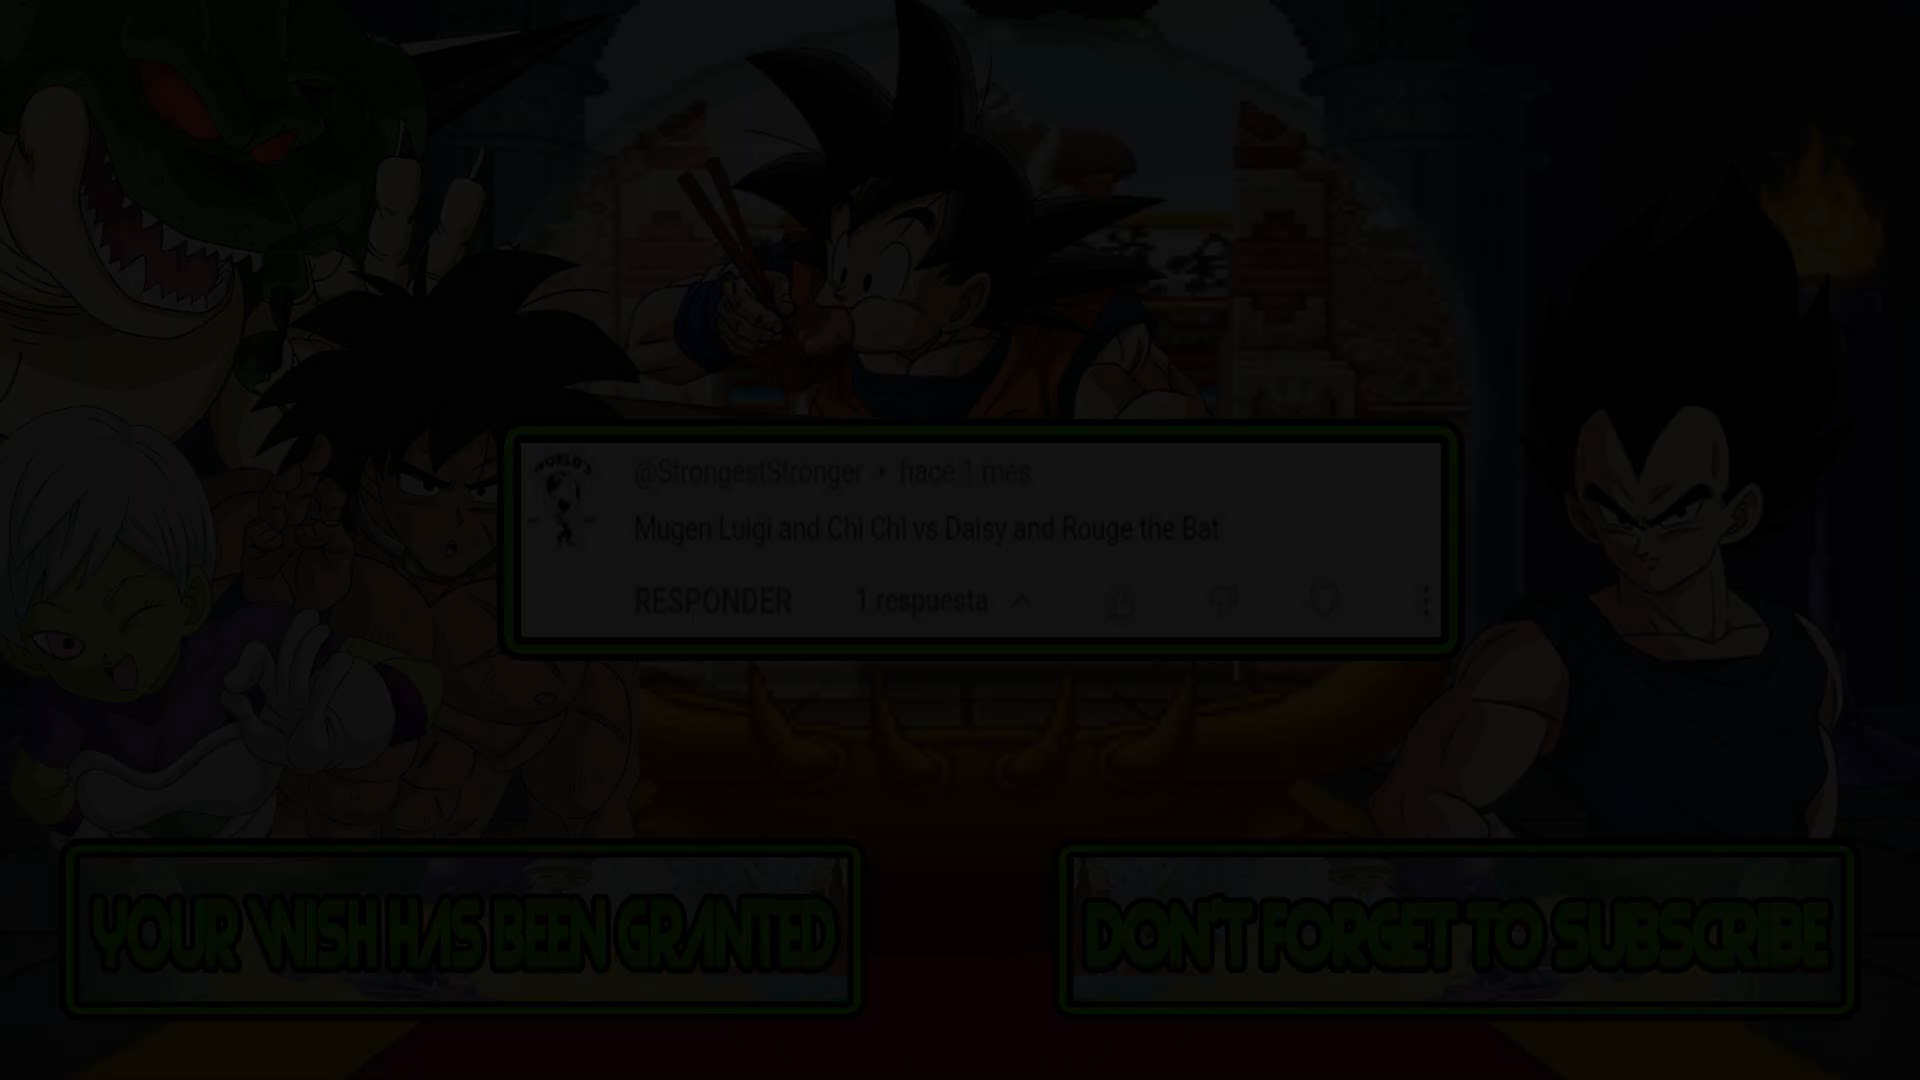 WORLD'S
@StrongestStronger • hace 1 mes
Mugen Luigi and Chi Chi vs Daisy and Rouge the Bat
RESPONDER 1 respuesta
YOUR WISH HAS BEEN GRANTED
DON'T FORGET TO SUBSCRIBE